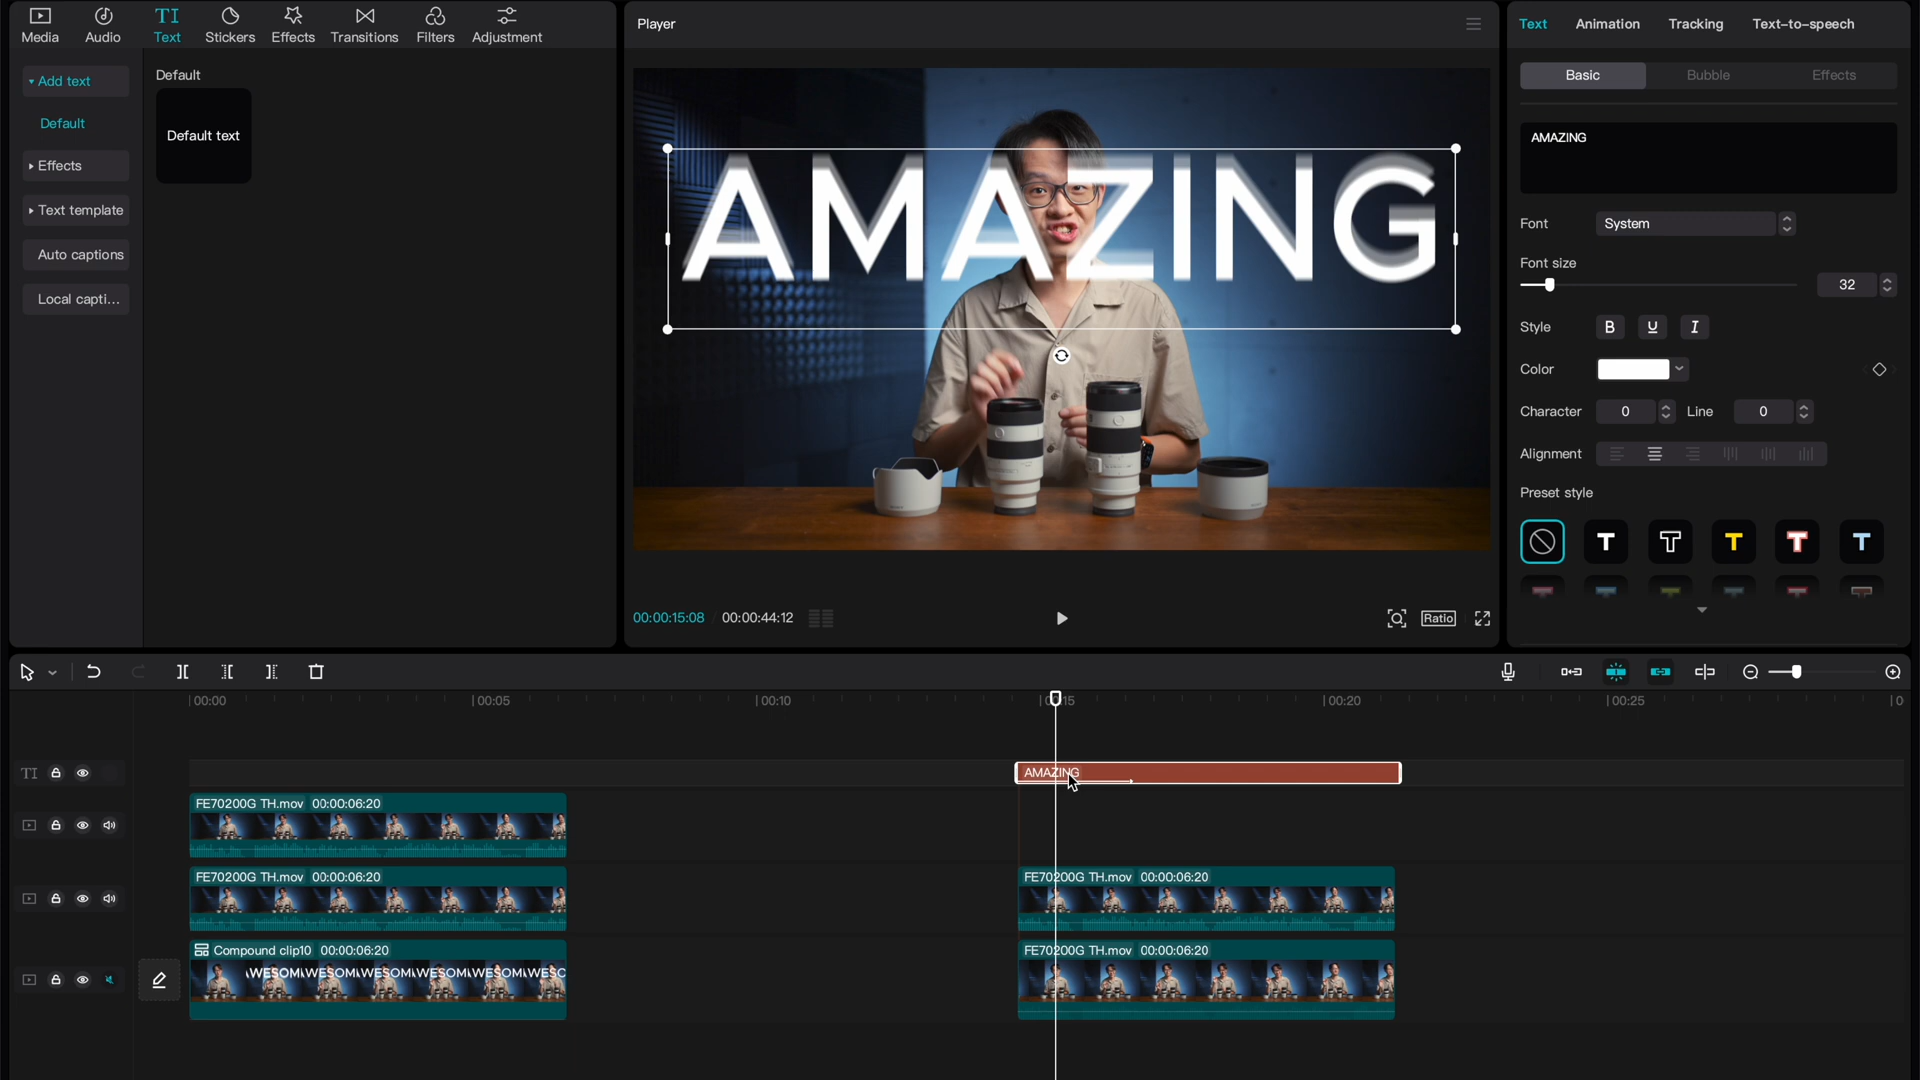 Media
Audio
TI
Text
Stickers
Effects
Transitions
Filters
Adjustment
Add text
Default
Effects
Text template
Auto captions
Local capti...
Default
Default text
Player
AMAZING
00:00:15:08
00:00:44:12
Ratio
Text
Animation
Tracking
Text-to-speech
Basic
Bubble
Effects
AMAZING
Font
System
Font size
32
Style
B
U
I
Color
Character
0
Line
0
Alignment
Preset style
T
T
T
T
T
00:00
00:05
00:10
00:15
00:20
00:25
TI
AMAZING
FE70200G TH.mov 00:00:06:20
FE70200G TH.mov 00:00:06:20
FE70200G TH.mov 00:00:06:20
Compound clip10 00:00:06:20
FE70200G TH.mov 00:00:06:20